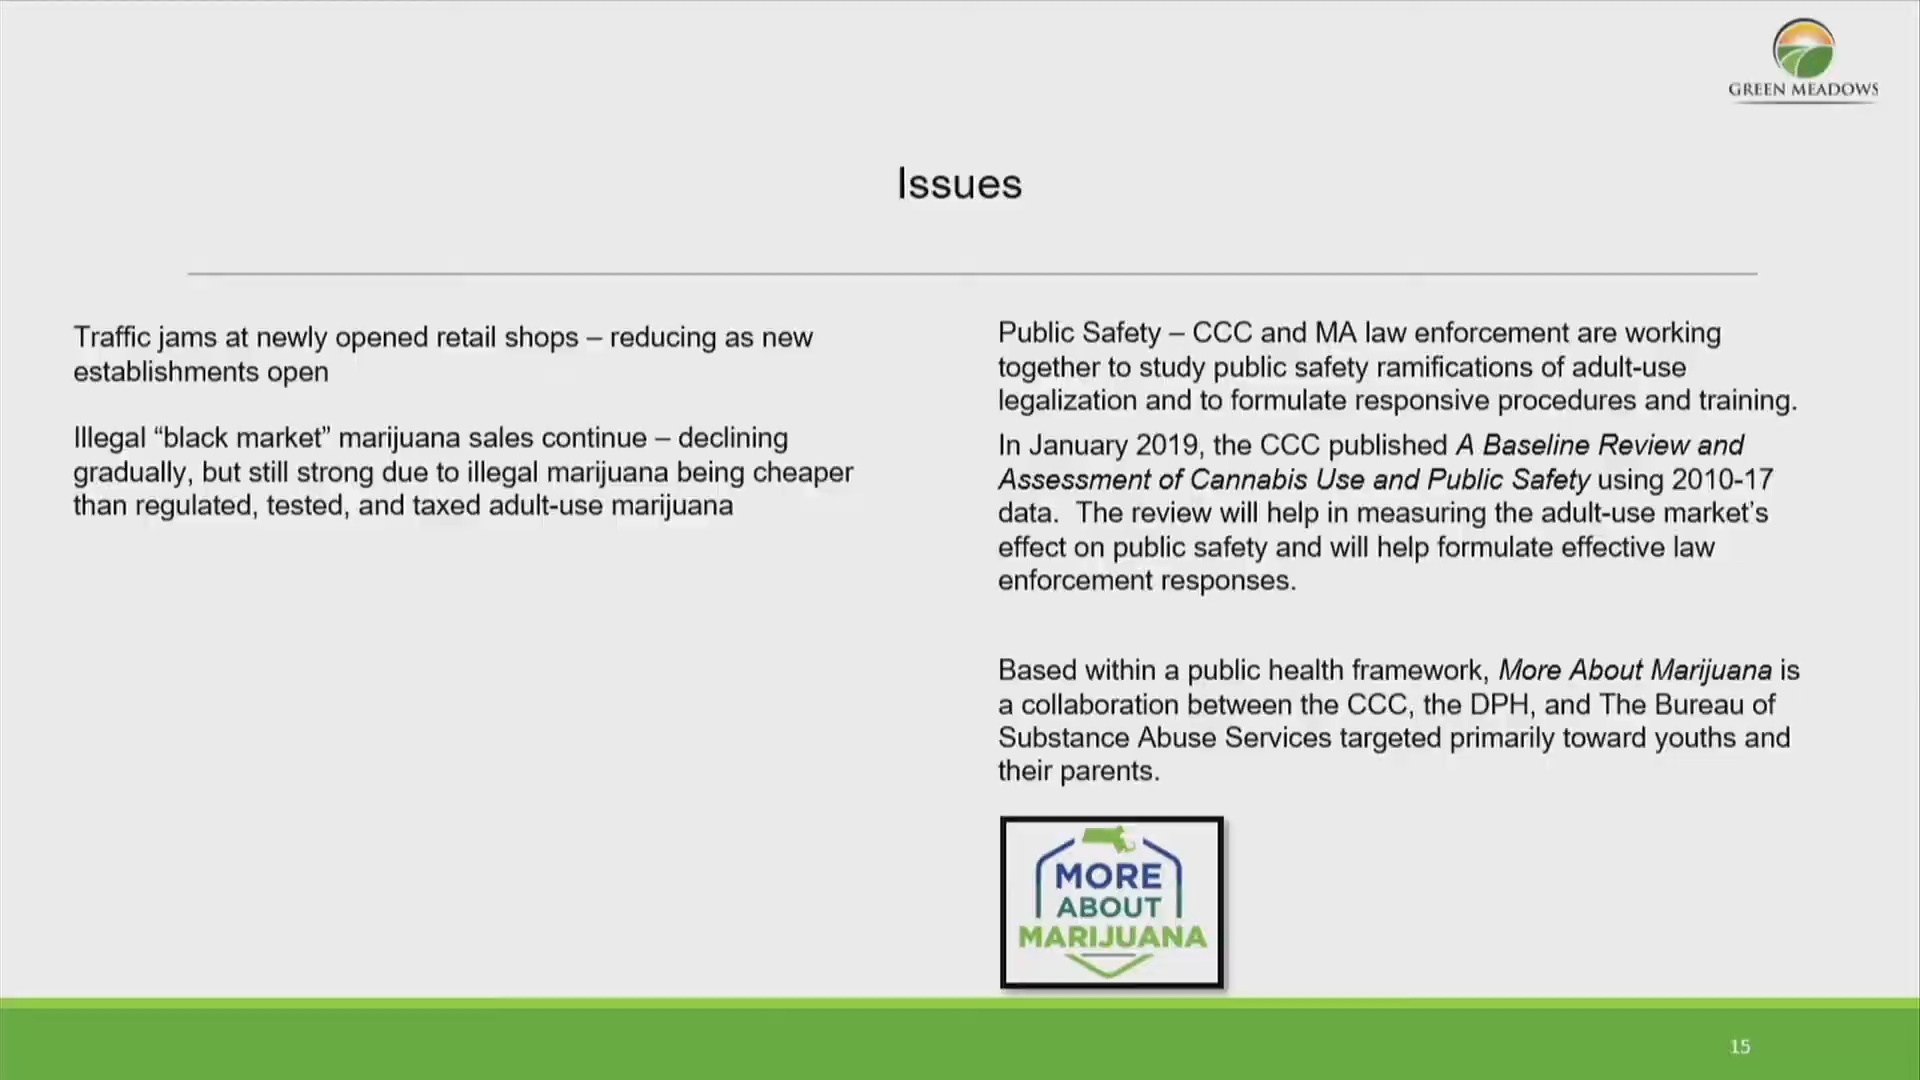 GREEN MEADOWS
Issues
Traffic jams at newly opened retail shops – reducing as new
establishments open
Illegal “black market” marijuana sales continue – declining
gradually, but still strong due to illegal marijuana being cheaper
than regulated, tested, and taxed adult-use marijuana
Public Safety – CCC and MA law enforcement are working
together to study public safety ramifications of adult-use
legalization and to formulate responsive procedures and training.
In January 2019, the CCC published A Baseline Review and
Assessment of Cannabis Use and Public Safety using 2010-17
data.  The review will help in measuring the adult-use market’s
effect on public safety and will help formulate effective law
enforcement responses.
Based within a public health framework, More About Marijuana is
a collaboration between the CCC, the DPH, and The Bureau of
Substance Abuse Services targeted primarily toward youths and
their parents.
MORE
ABOUT
MARIJUANA
15